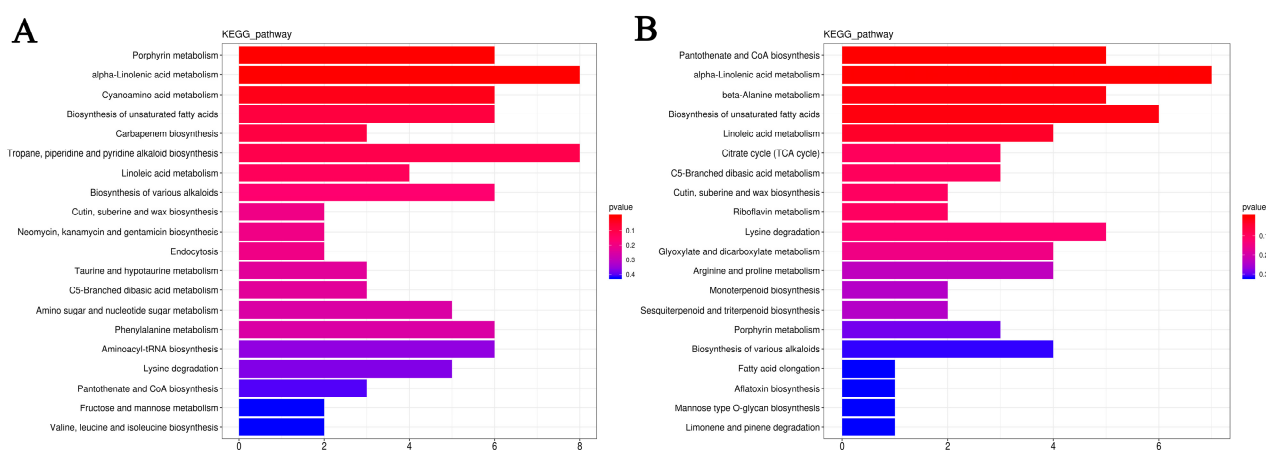 A
KEGG_pathway
Porphyrin metabolism
alpha-Linolenic acid metabolism
Cyanoamino acid metabolism
Biosynthesis of unsaturated fatty acids
Carbapenem biosynthesis
Tropane, piperidine and pyridine alkaloid biosynthesis
Linoleic acid metabolism
Biosynthesis of various alkaloids
Cutin, suberine and wax biosynthesis
Neomycin, kanamycin and gentamicin biosynthesis
Endocytosis
Taurine and hypotaurine metabolism
C5-Branched dibasic acid metabolism
Amino sugar and nucleotide sugar metabolism
Phenylalanine metabolism
Aminoacyl-tRNA biosynthesis
Lysine degradation
Pantothenate and CoA biosynthesis
Fructose and mannose metabolism
Valine, leucine and isoleucine biosynthesis
0 2 4 6 8
pvalue
0.1
0.2
0.3
0.4
B
KEGG_pathway
Pantothenate and CoA biosynthesis
alpha-Linolenic acid metabolism
beta-Alanine metabolism
Biosynthesis of unsaturated fatty acids
Linoleic acid metabolism
Citrate cycle (TCA cycle)
C5-Branched dibasic acid metabolism
Cutin, suberine and wax biosynthesis
Riboflavin metabolism
Lysine degradation
Glyoxylate and dicarboxylate metabolism
Arginine and proline metabolism
Monoterpenoid biosynthesis
Sesquiterpenoid and triterpenoid biosynthesis
Porphyrin metabolism
Biosynthesis of various alkaloids
Fatty acid elongation
Aflatoxin biosynthesis
Mannose type O-glycan biosynthesis
Limonene and pinene degradation
0 2 4 6
pvalue